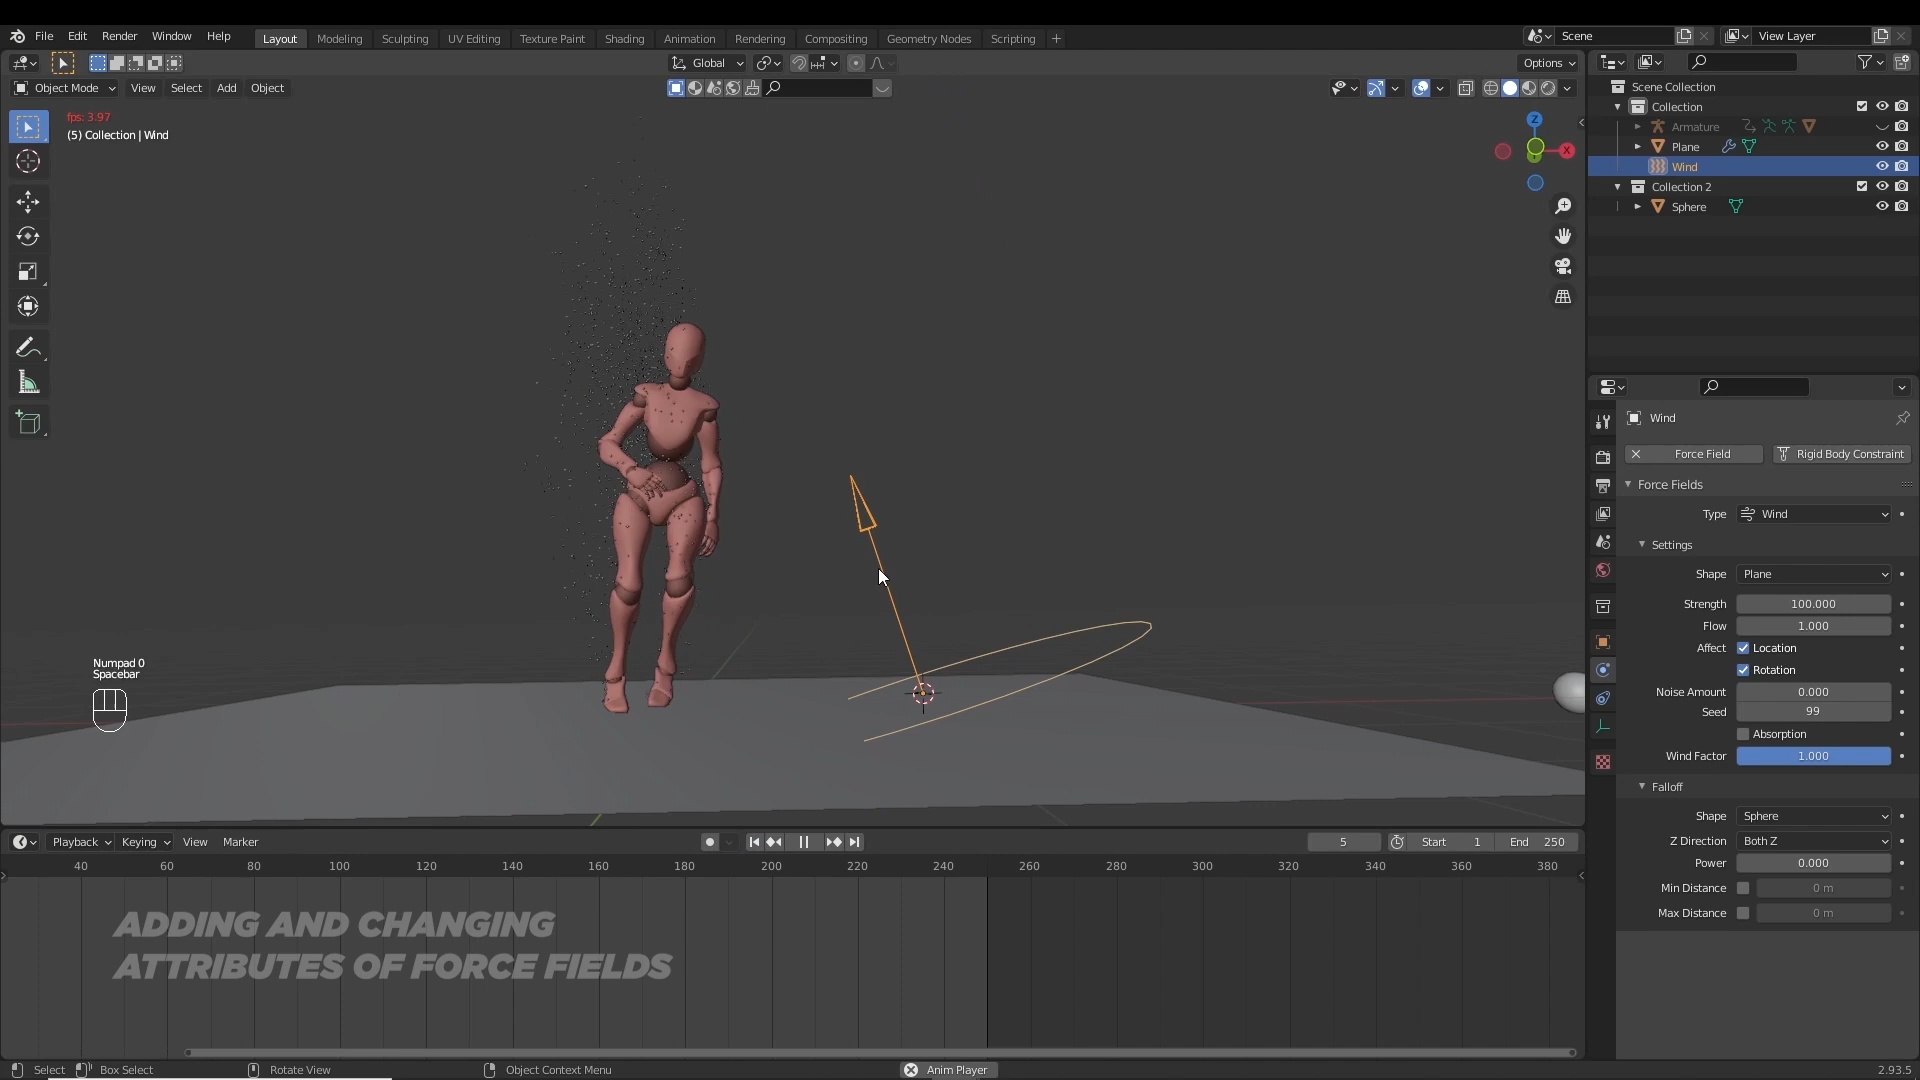 File Edit Render Window Help Layout Modeling Sculpting UV Editing Texture Paint Shading Animation Rendering Compositing Geometry Nodes Scripting + Scene View Layer
Global Options
Object Mode View Select Add Object
fps: 3.97
(5) Collection | Wind
Z
X
Scene Collection
Collection
Armature
Plane
Wind
Collection 2
Sphere
Wind
Force Field Rigid Body Constraint
Force Fields
Type Wind
Settings
Shape Plane
Strength 100.000
Flow 1.000
Affect Location
Rotation
Noise Amount 0.000
Seed 99
Absorption
Wind Factor 1.000
Falloff
Shape Sphere
Z Direction Both Z
Power 0.000
Min Distance 0 m
Max Distance 0 m
Numpad 0
Spacebar
Playback Keying View Marker 5 Start 1 End 250
40 60 80 100 120 140 160 180 200 220 240 260 280 300 320 340 360 380
ADDING AND CHANGING
ATTRIBUTES OF FORCE FIELDS
Select Box Select Rotate View Object Context Menu Anim Player 2.93.5